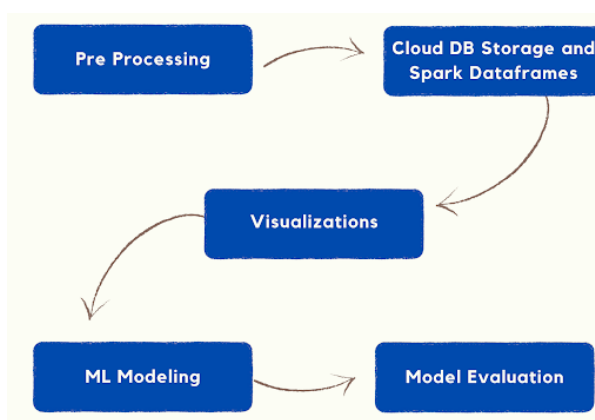 Pre Processing
Cloud DB Storage and
Spark Dataframes
Visualizations
ML Modeling
Model Evaluation